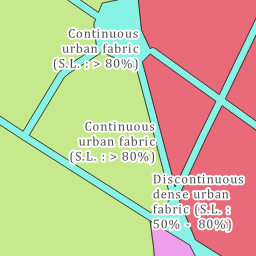 Continuous
urban fabric
(S.L. : > 80%)
Continuous
urban fabric
(S.L. : > 80%)
Discontinuous
dense urban
fabric (S.L. :
50% - 80%)